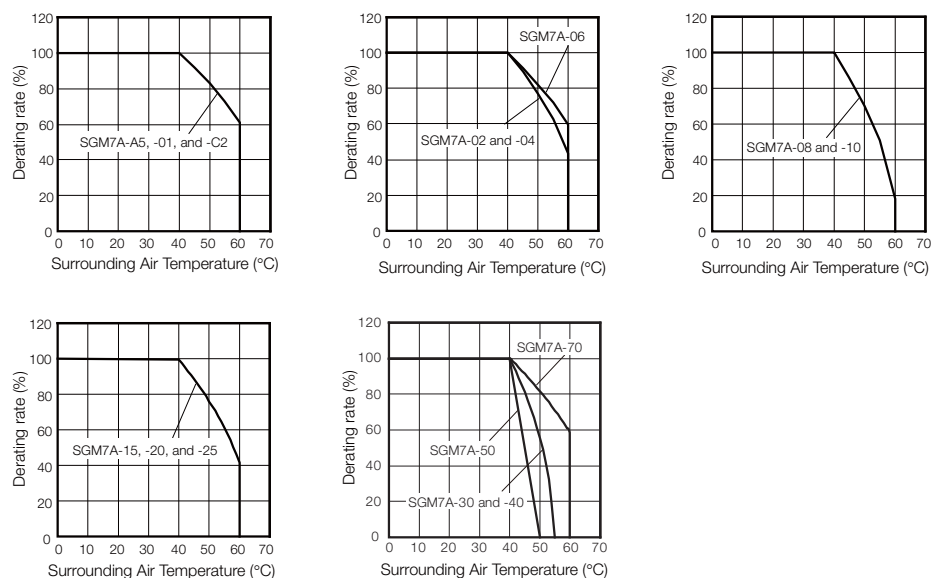 120
100
80
60
40
20
0
Derating rate (%)
SGM7A-A5, -01, and -C2
0 10 20 30 40 50 60 70
Surrounding Air Temperature (°C)
120
100
80
60
40
20
0
Derating rate (%)
SGM7A-06
SGM7A-02 and -04
0 10 20 30 40 50 60 70
Surrounding Air Temperature (°C)
120
100
80
60
40
20
0
Derating rate (%)
SGM7A-08 and -10
0 10 20 30 40 50 60 70
Surrounding Air Temperature (°C)
120
100
80
60
40
20
0
Derating rate (%)
SGM7A-15, -20, and -25
0 10 20 30 40 50 60 70
Surrounding Air Temperature (°C)
120
100
80
60
40
20
0
Derating rate (%)
SGM7A-70
SGM7A-50
SGM7A-30 and -40
0 10 20 30 40 50 60 70
Surrounding Air Temperature (°C)